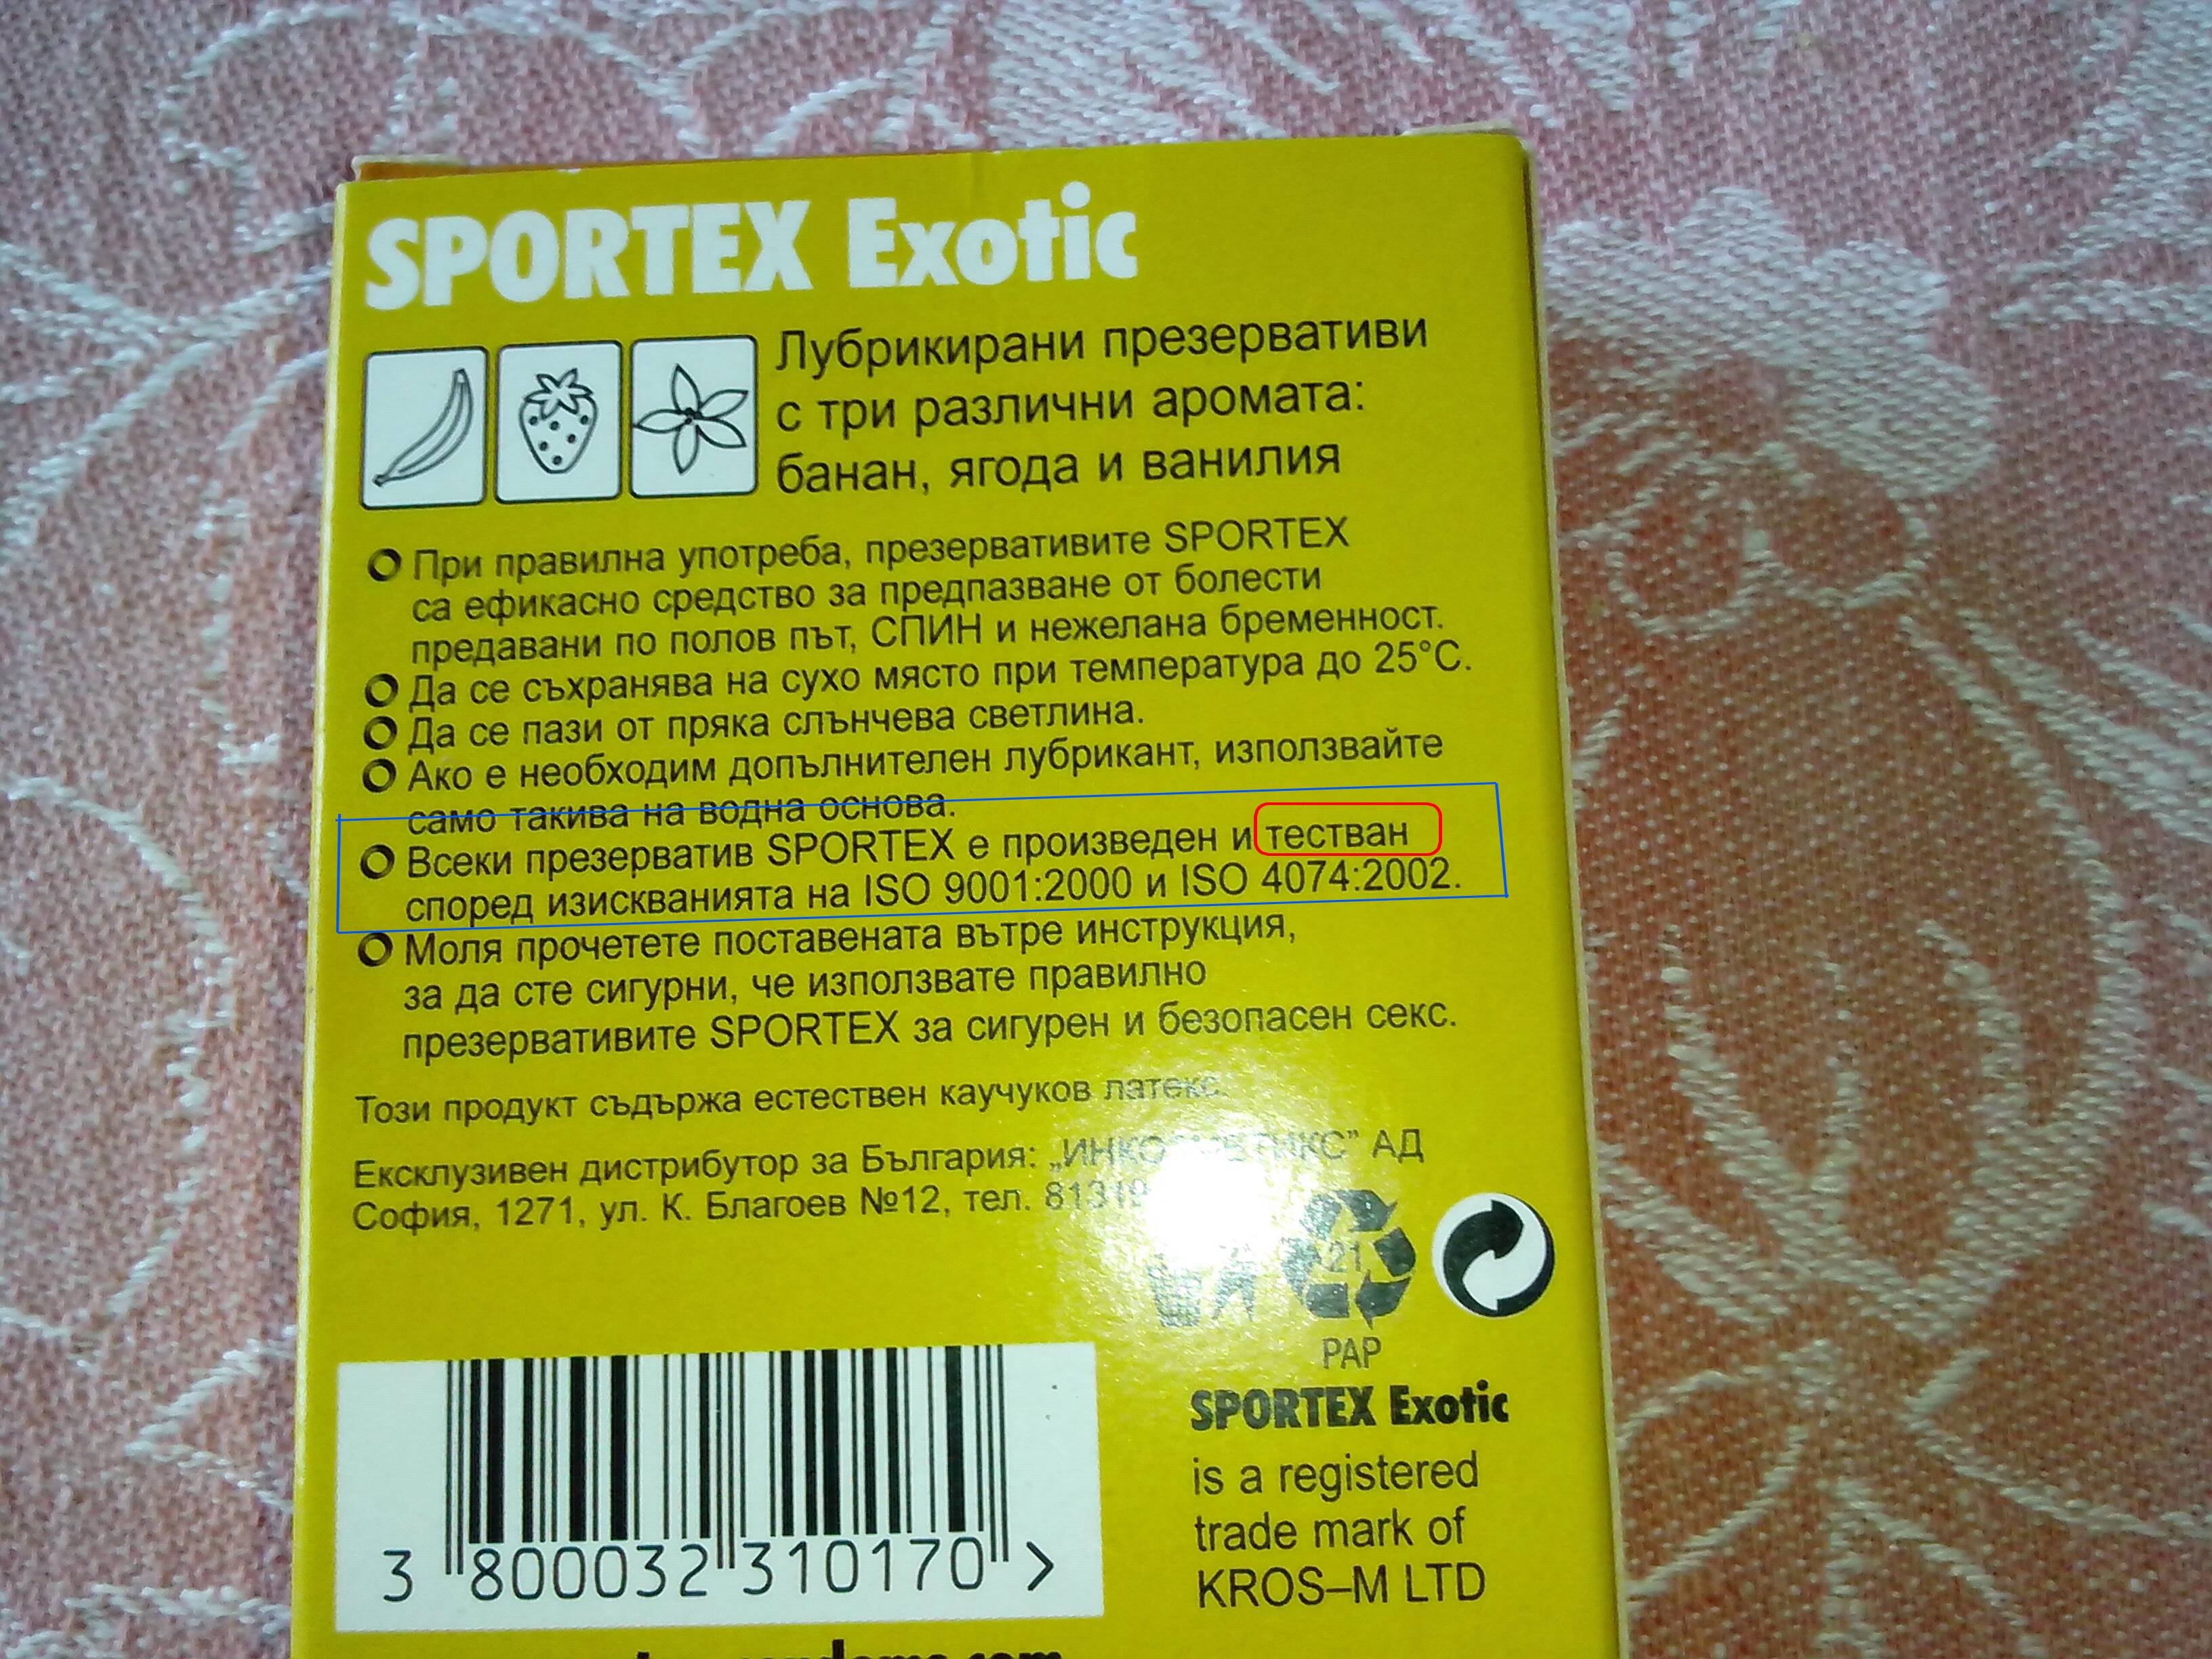 SPORTEX Exotic
Лубрикирани презервативи
с три различни аромата:
банан, ягода и ванилия
При правилна употреба, презервативите SPORTEX
са ефикасно средство за предпазване от болести
предавани по полов път, СПИН и нежелана бременност.
Да се съхранява на сухо място при температура до 25°C.
Да се пази от пряка слънчева светлина.
Ако е необходим допълнителен лубрикант, използвайте
само такива на водна основа.
Всеки презерватив SPORTEX е произведен и тестван
според изискванията на ISO 9001:2000 и ISO 4074:2002.
Моля прочетете поставената вътре инструкция,
за да сте сигурни, че използвате правилно
презервативите SPORTEX за сигурен и безопасен секс.
Този продукт съдържа естествен каучуков латекс.
Ексклузивен дистрибутор за България: АД
София, 1271, ул. К. Благоев №12, тел.
21
PAP
SPORTEX Exotic
is a registered
trade mark of
KROS–M LTD
3 800032 310170 >